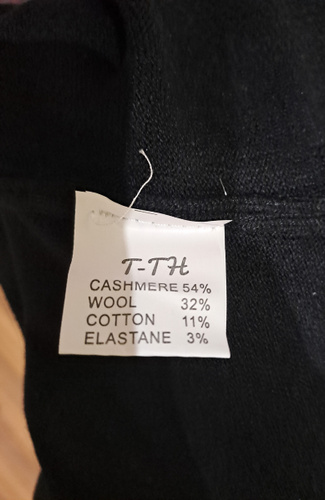 T-TH
CASHMERE 54%
WOOL 32%
COTTON 11%
ELASTANE 3%